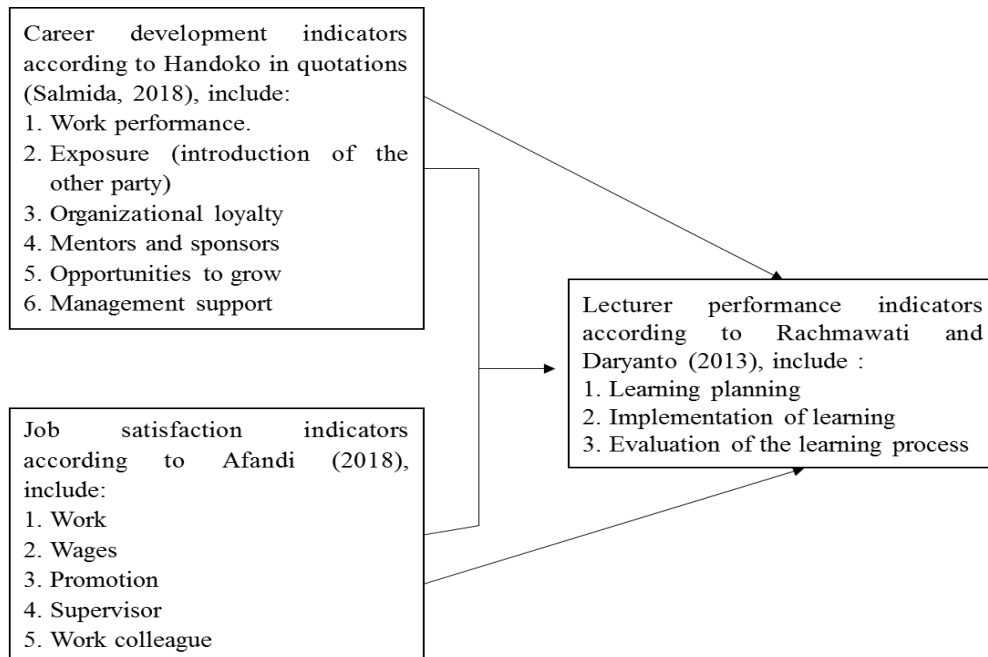 Career development indicators
according to Handoko in quotations
(Salmida, 2018), include:
1. Work performance.
2. Exposure (introduction of the
other party)
3. Organizational loyalty
4. Mentors and sponsors
5. Opportunities to grow
6. Management support
Lecturer performance indicators
according to Rachmawati and
Daryanto (2013), include :
1. Learning planning
2. Implementation of learning
3. Evaluation of the learning process
Job satisfaction indicators
according to Afandi (2018),
include:
1. Work
2. Wages
3. Promotion
4. Supervisor
5. Work colleague